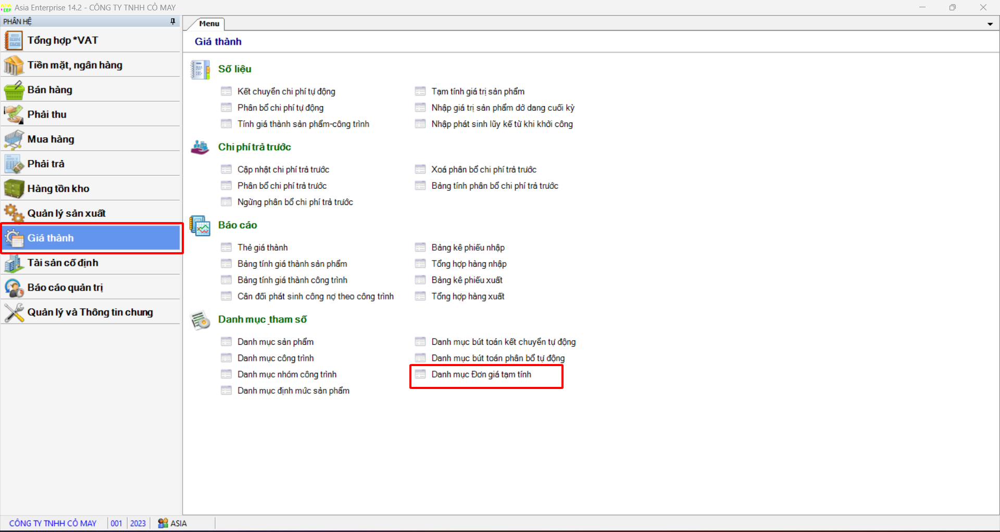 Asia Enterprise 14.2 - CÔNG TY TNHH CỎ MAY
PHÂN HỆ
Tổng hợp *VAT
Tiền mặt, ngân hàng
Bán hàng
Phải thu
Mua hàng
Phải trả
Hàng tồn kho
Quản lý sản xuất
Giá thành
Tài sản cố định
Báo cáo quản trị
Quản lý và Thông tin chung
Menu
Giá thành
Số liệu
Kết chuyển chi phí tự động
Tạm tính giá trị sản phẩm
Phân bổ chi phí tự động
Nhập giá trị sản phẩm dở dang cuối kỳ
Tính giá thành sản phẩm-công trình
Nhập phát sinh lũy kế từ khi khởi công
Chi phí trả trước
Cập nhật chi phí trả trước
Xoá phân bổ chi phí trả trước
Phân bổ chi phí trả trước
Bảng tính phân bổ chi phí trả trước
Ngừng phân bổ chi phí trả trước
Báo cáo
Thẻ giá thành
Bảng kê phiếu nhập
Bảng tính giá thành sản phẩm
Tổng hợp hàng nhập
Bảng tính giá thành công trình
Bảng kê phiếu xuất
Cân đối phát sinh công nợ theo công trình
Tổng hợp hàng xuất
Danh mục ̣tham số
Danh mục sản phẩm
Danh mục bút toán kết chuyển tự động
Danh mục công trình
Danh mục bút toán phân bổ tự động
Danh mục nhóm công trình
Danh mục Đơn giá tạm tính
Danh mục định mức sản phẩm
CÔNG TY TNHH CỎ MAY 001 2023 ASIA